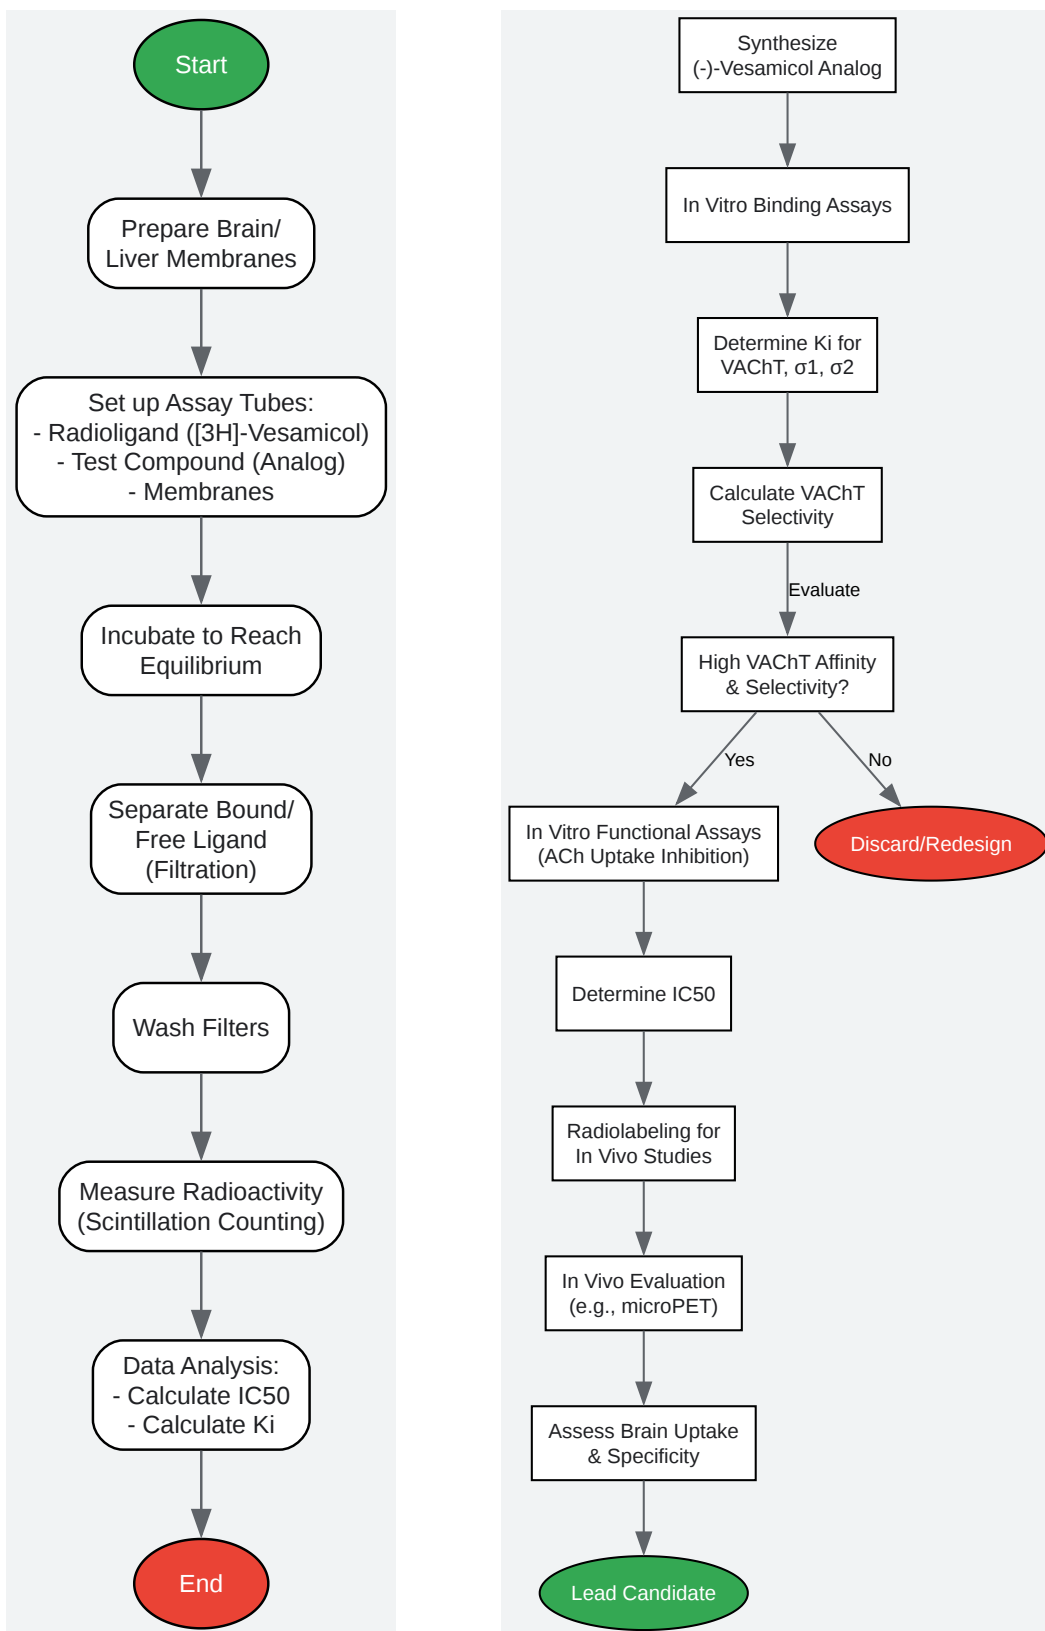 Start
Prepare Brain/
Liver Membranes
Set up Assay Tubes:
- Radioligand ([3H]-Vesamicol)
- Test Compound (Analog)
- Membranes
Incubate to Reach
Equilibrium
Separate Bound/
Free Ligand
(Filtration)
Wash Filters
Measure Radioactivity
(Scintillation Counting)
Data Analysis:
- Calculate IC50
- Calculate Ki
End
Synthesize
(-)-Vesamicol Analog
In Vitro Binding Assays
Determine Ki for
VAChT, σ1, σ2
Calculate VAChT
Selectivity
Evaluate
High VAChT Affinity
& Selectivity?
Yes
No
In Vitro Functional Assays
(ACh Uptake Inhibition)
Discard/Redesign
Determine IC50
Radiolabeling for
In Vivo Studies
In Vivo Evaluation
(e.g., microPET)
Assess Brain Uptake
& Specificity
Lead Candidate